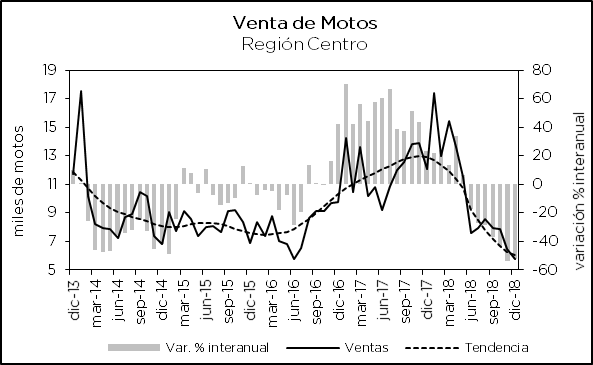 Venta de Motos
Región Centro
miles de motos
19
17
15
13
11
9
7
5
80
60
40
20
0
-20
-40
-60
variación % interanual
dic-13
mar-14
jun-14
sep-14
dic-14
mar-15
jun-15
sep-15
dic-15
mar-16
jun-16
sep-16
dic-16
mar-17
jun-17
sep-17
dic-17
mar-18
jun-18
sep-18
dic-18
Var. % interanual
Ventas
Tendencia